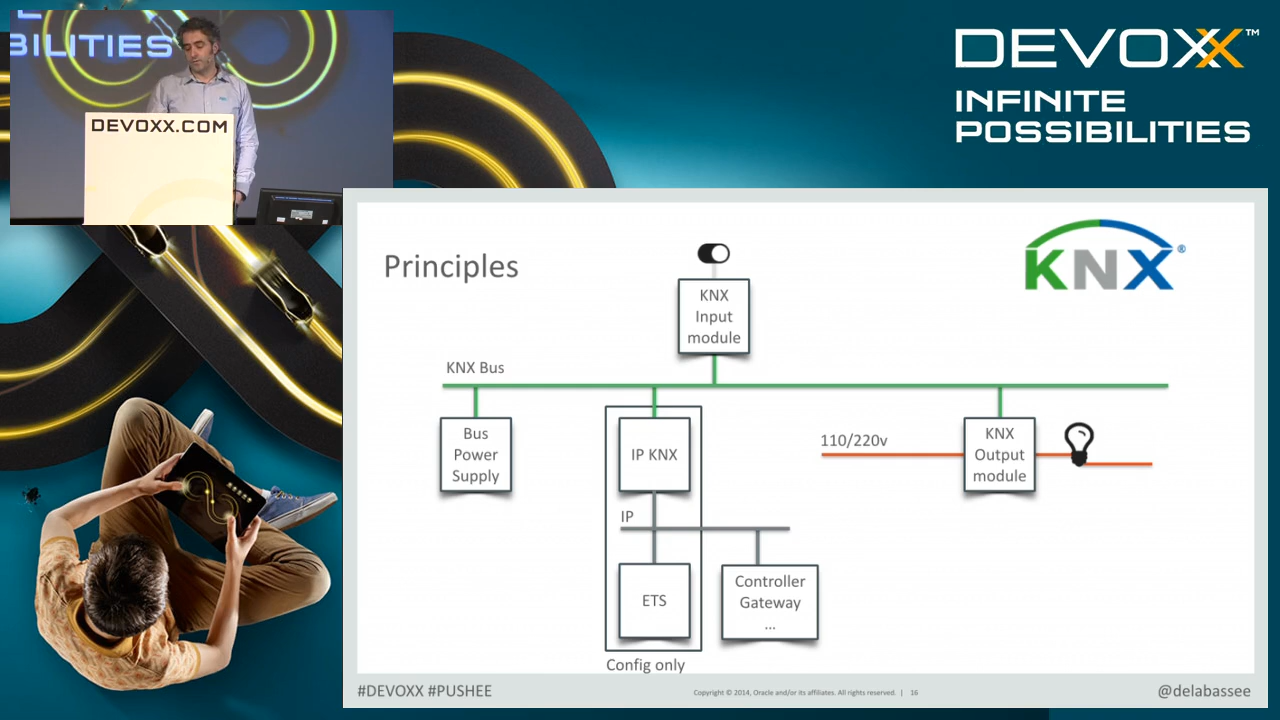 BILITIES
DEVOXX.COM
DEVOXX™
INFINITE
POSSIBILITIES
Principles
KNX®
KNX
Input
module
KNX Bus
Bus
Power
Supply
IP KNX
110/220v
KNX
Output
module
IP
ETS
Controller
Gateway
...
Config only
#DEVOXX #PUSHEE
Copyright © 2014, Oracle and/or its affiliates. All rights reserved. | 16
@delabassee